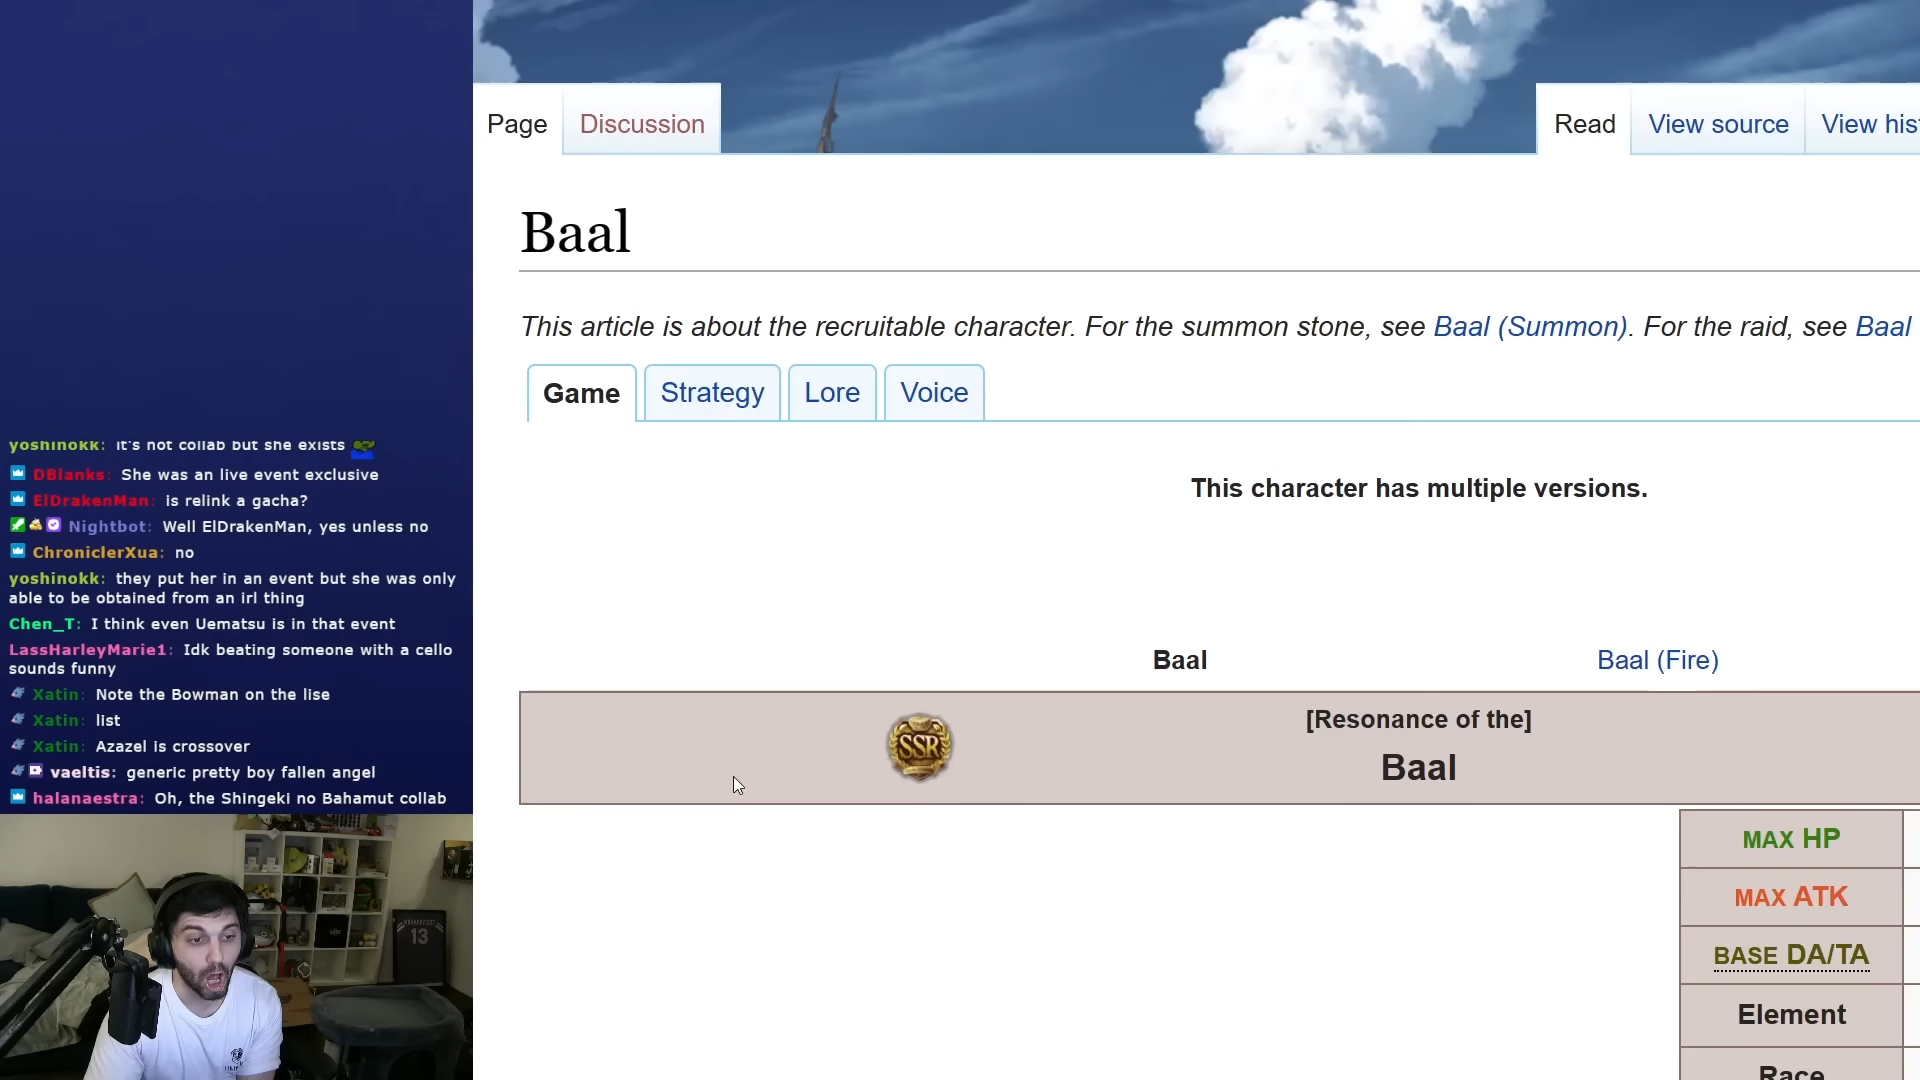 Page
Discussion
Read
View source
View his
Baal
This article is about the recruitable character. For the summon stone, see Baal (Summon). For the raid, see Baal
Game
Strategy
Lore
Voice
This character has multiple versions.
Baal
Baal (Fire)
SSR
[Resonance of the]
Baal
MAX HP
MAX ATK
BASE DA/TA
Element
Race
yoshinokk: it's not collab but she exists
DBlanks: She was an live event exclusive
ElDrakenMan: is relink a gacha?
Nightbot: Well ElDrakenMan, yes unless no
ChroniclerXua: no
yoshinokk: they put her in an event but she was only
able to be obtained from an irl thing
Chen_T: I think even Uematsu is in that event
LassHarleyMarie1: Idk beating someone with a cello
sounds funny
Xatin: Note the Bowman on the lise
Xatin: list
Xatin: Azazel is crossover
vaeltis: generic pretty boy fallen angel
halanaestra: Oh, the Shingeki no Bahamut collab
13